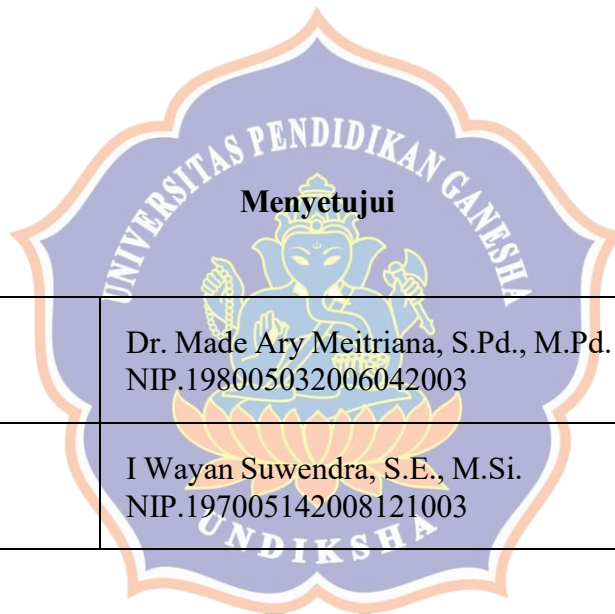 UNIVERSITAS PENDIDIKAN GANESHA
Menyetujui
Dr. Made Ary Meitriana, S.Pd., M.Pd.
NIP.198005032006042003
I Wayan Suwendra, S.E., M.Si.
NIP.197005142008121003
UNDIKSHA